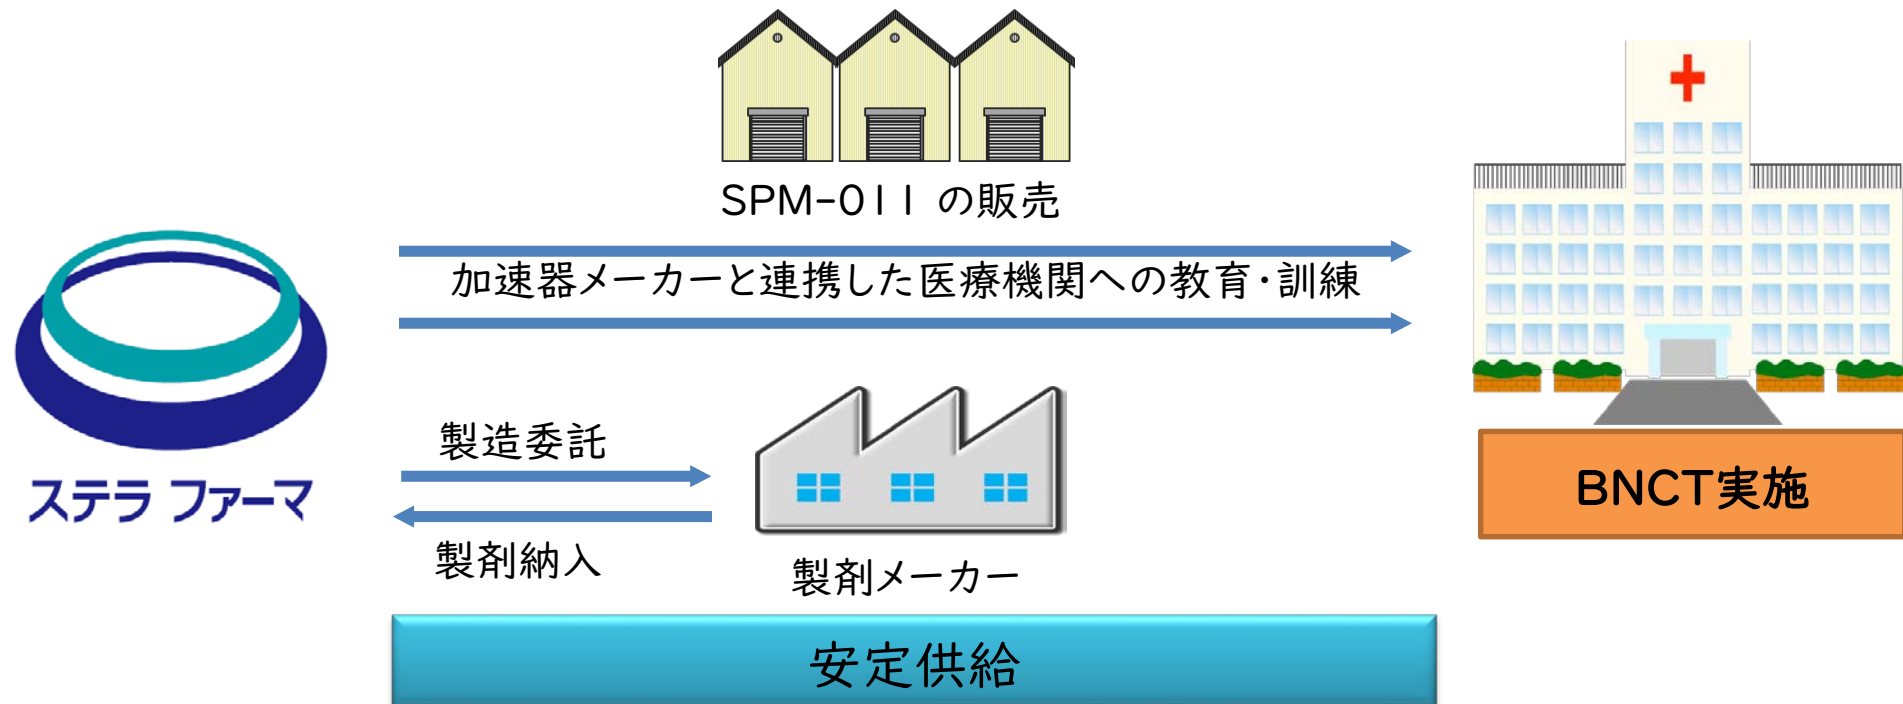 SPM-011 の販売
加速器メーカーと連携した医療機関への教育・訓練
ステラ ファーマ
製造委託
製剤納入
製剤メーカー
BNCT実施
安定供給